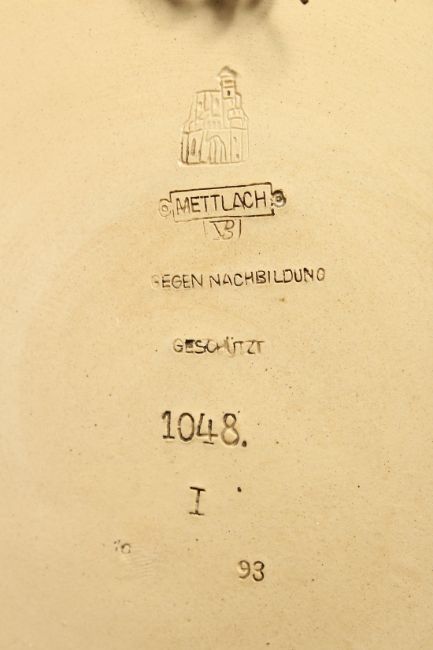 METTLACH
VB
GEGEN NACHBILDUNG
GESCHÜTZT
1048.
I
93